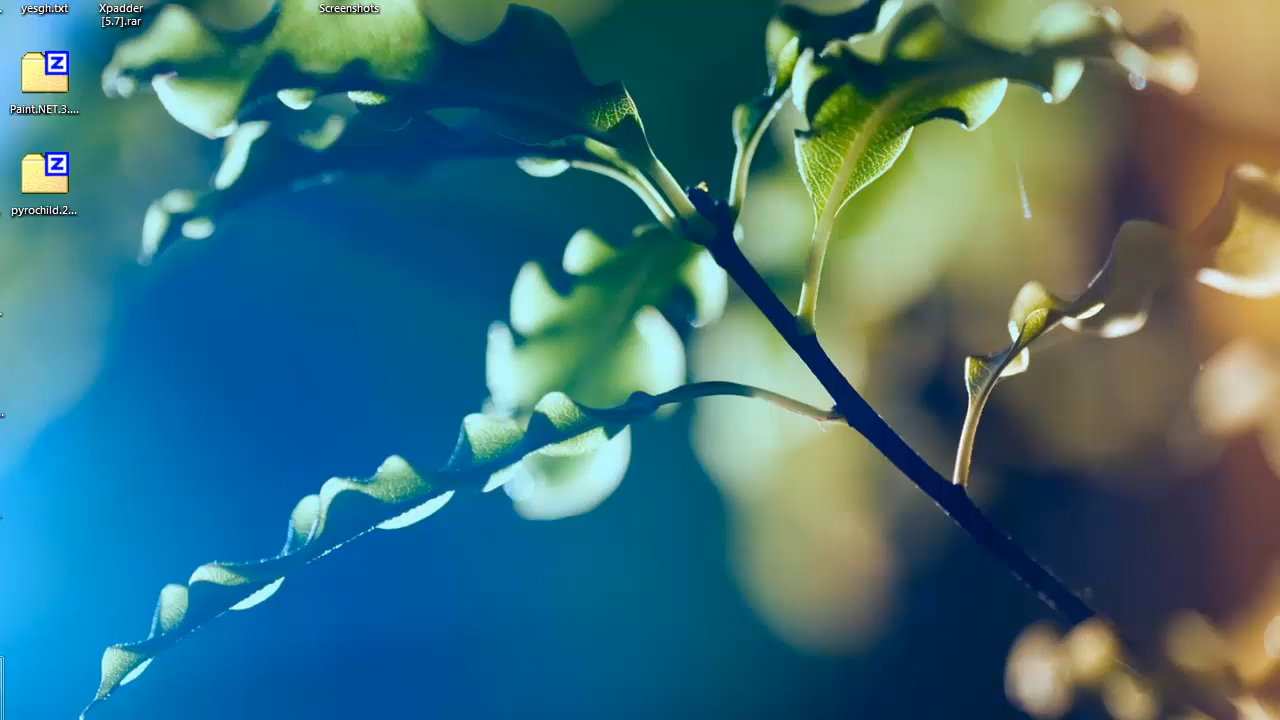 yesgh.txt
Xpadder
[5.7].rar
Screenshots
Z
Paint.NET.3....
Z
pyrochild.2...